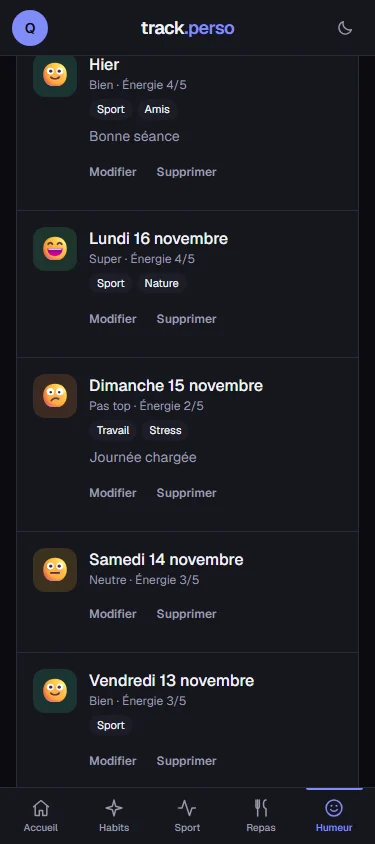 Q
track.perso
Hier
Bien · Énergie 4/5
Sport Amis
Bonne séance
Modifier Supprimer
Lundi 16 novembre
Super · Énergie 4/5
Sport Nature
Modifier Supprimer
Dimanche 15 novembre
Pas top · Énergie 2/5
Travail Stress
Journée chargée
Modifier Supprimer
Samedi 14 novembre
Neutre · Énergie 3/5
Modifier Supprimer
Vendredi 13 novembre
Bien · Énergie 3/5
Sport
Modifier Supprimer
Accueil Habits Sport Repas Humeur